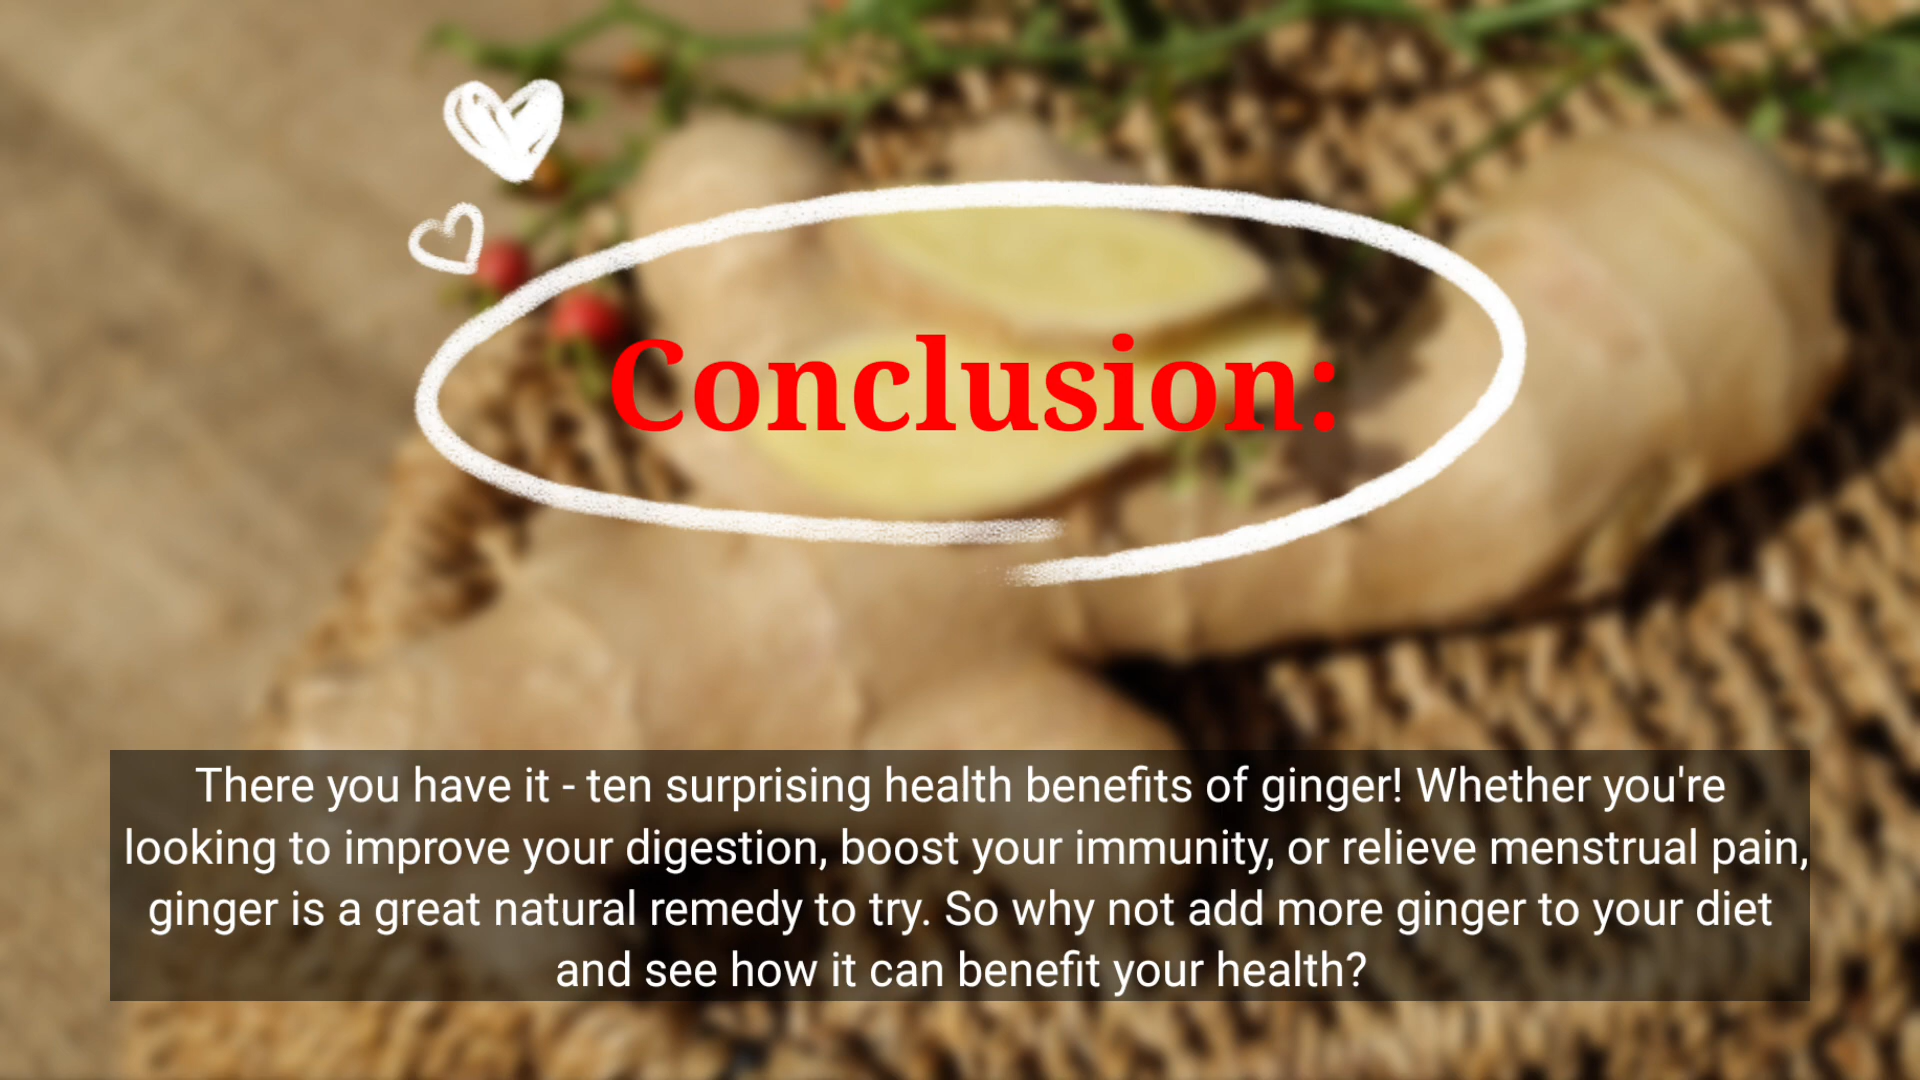 Conclusion:
There you have it - ten surprising health benefits of ginger! Whether you're
looking to improve your digestion, boost your immunity, or relieve menstrual pain,
ginger is a great natural remedy to try. So why not add more ginger to your diet
and see how it can benefit your health?